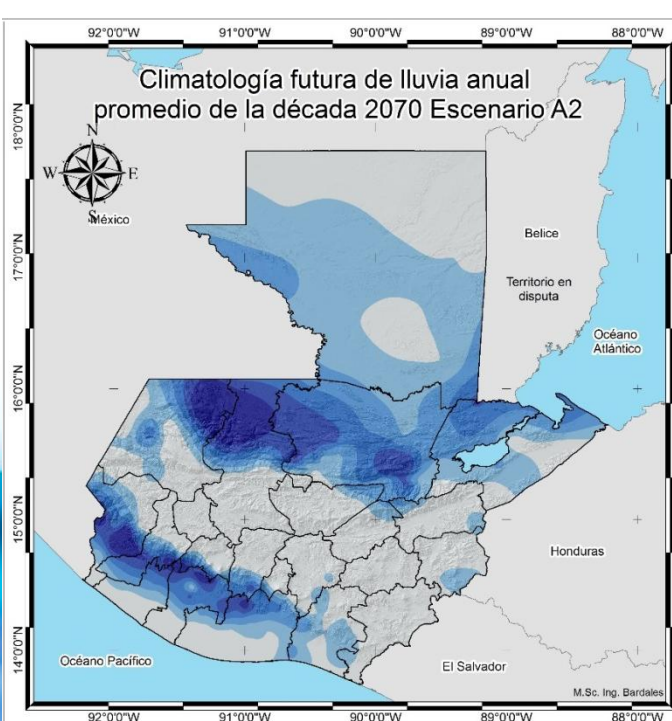 92°0'0"W 91°0'0"W 90°0'0"W 89°0'0"W 88°0'0"W
Climatología futura de lluvia anual
promedio de la década 2070 Escenario A2
18°0'0"N
N
W E
S
México
Belice
17°0'0"N
Territorio en
disputa
Océano
Atlántico
16°0'0"N
15°0'0"N
Honduras
14°0'0"N
Océano Pacífico
El Salvador
M.Sc. Ing. Bardales
92°0'0"W 91°0'0"W 90°0'0"W 89°0'0"W 88°0'0"W